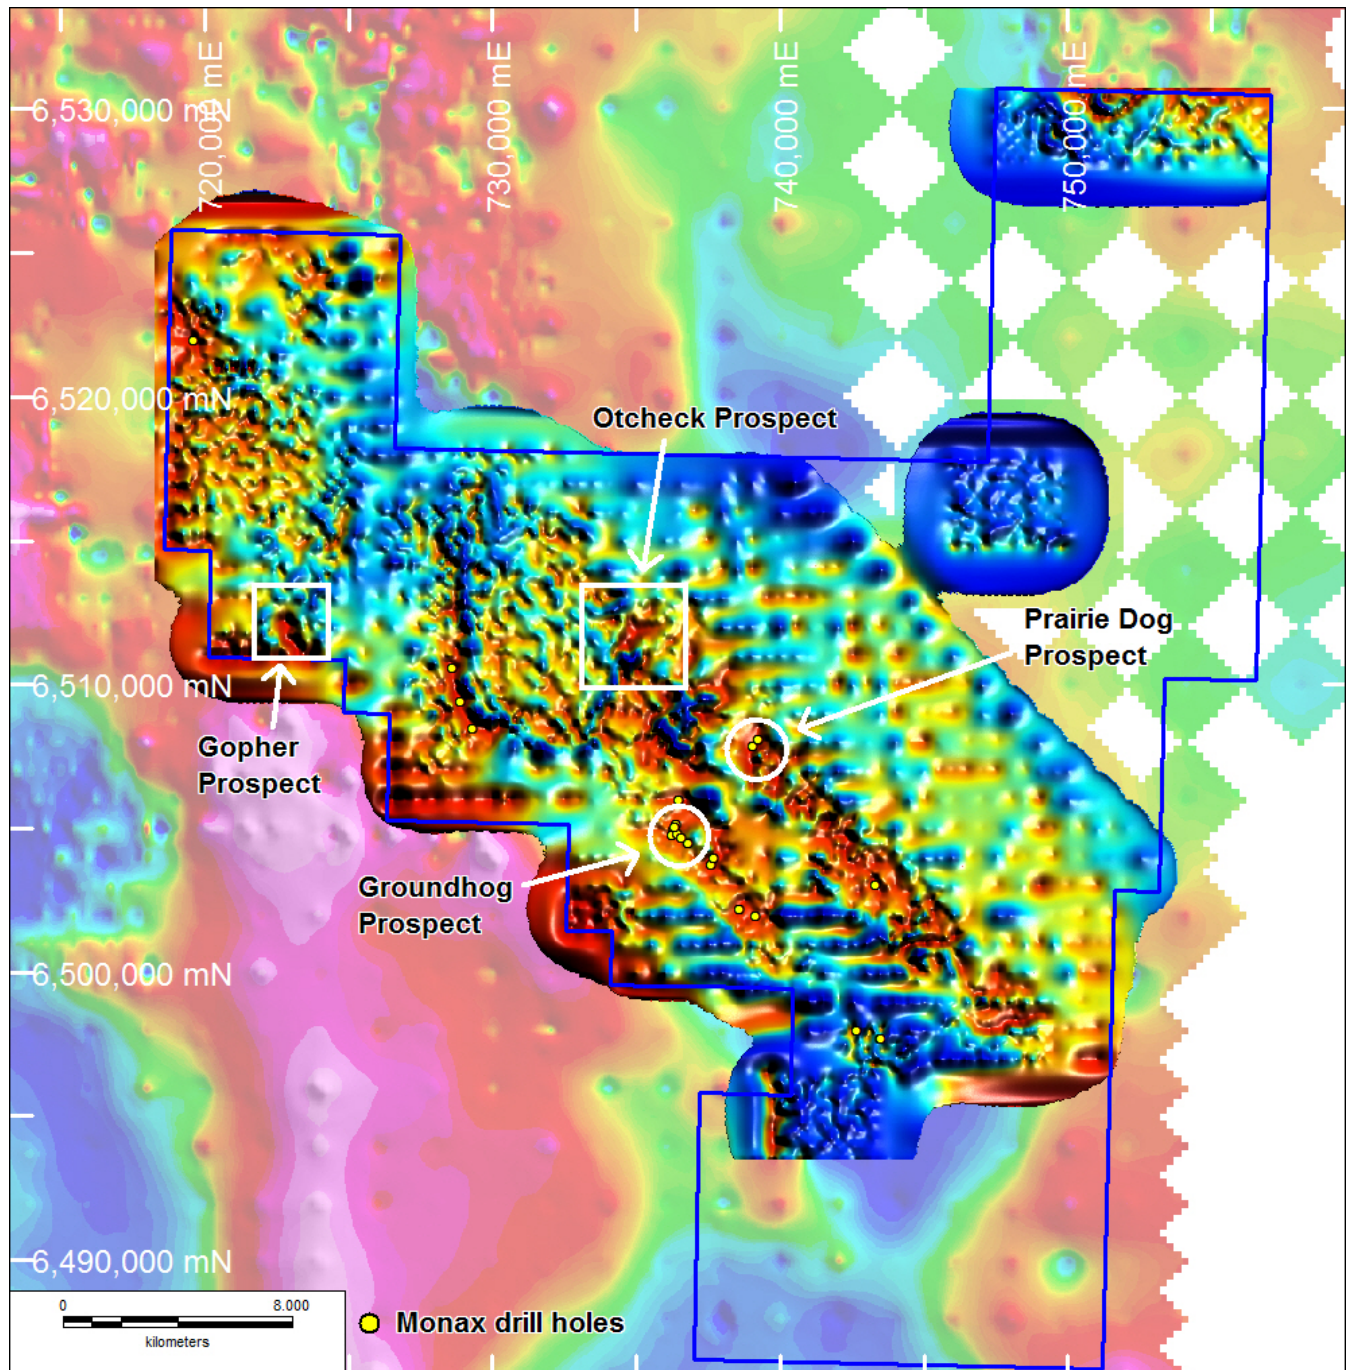 720,000 mE
730,000 mE
740,000 mE
750,000 mE
6,530,000 mN
6,520,000 mN
Otcheck Prospect
Prairie Dog
Prospect
6,510,000 mN
Gopher
Prospect
Groundhog
Prospect
6,500,000 mN
6,490,000 mN
0 8.000
kilometers
Monax drill holes